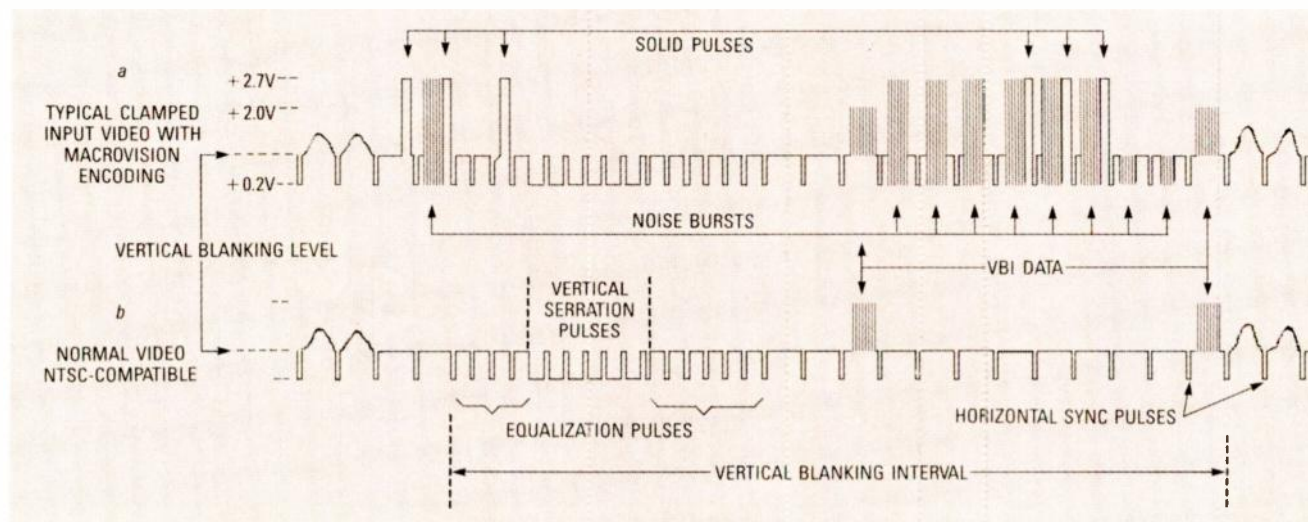 SOLID PULSES
a
+2.7V
+2.0V
TYPICAL CLAMPED
INPUT VIDEO WITH
MACROVISION
ENCODING
+0.2V
NOISE BURSTS
VERTICAL BLANKING LEVEL
VBI DATA
VERTICAL
SERRATION
PULSES
b
NORMAL VIDEO
NTSC-COMPATIBLE
EQUALIZATION PULSES
HORIZONTAL SYNC PULSES
VERTICAL BLANKING INTERVAL